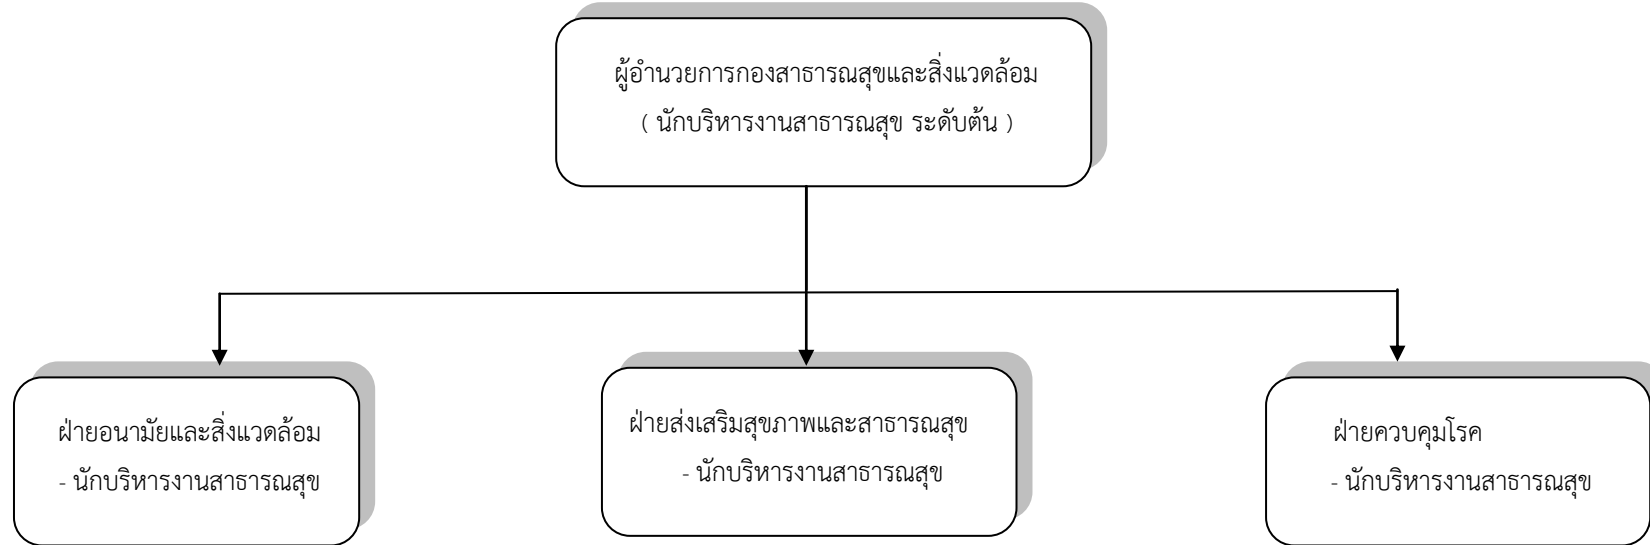 ผู้อำนวยการกองสาธารณสุขและสิ่งแวดล้อม
( นักบริหารงานสาธารณสุข ระดับต้น )
ฝ่ายอนามัยและสิ่งแวดล้อม
- นักบริหารงานสาธารณสุข
ฝ่ายส่งเสริมสุขภาพและสาธารณสุข
- นักบริหารงานสาธารณสุข
ฝ่ายควบคุมโรค
- นักบริหารงานสาธารณสุข